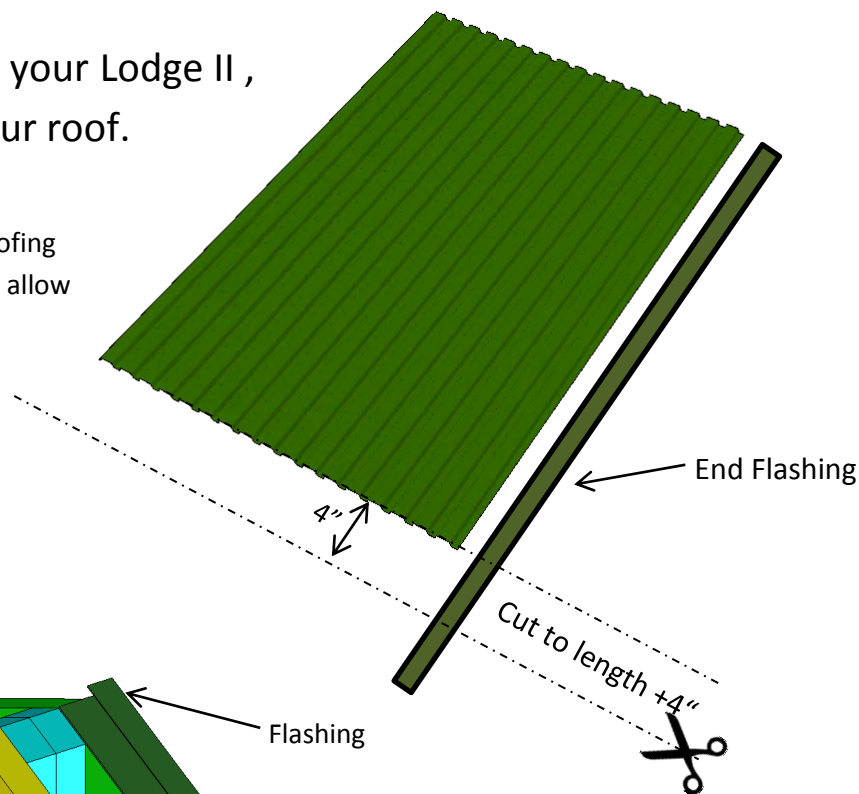 your Lodge II ,
ur roof.
ofing
allow
4”
End Flashing
Cut to length +4“
Flashing